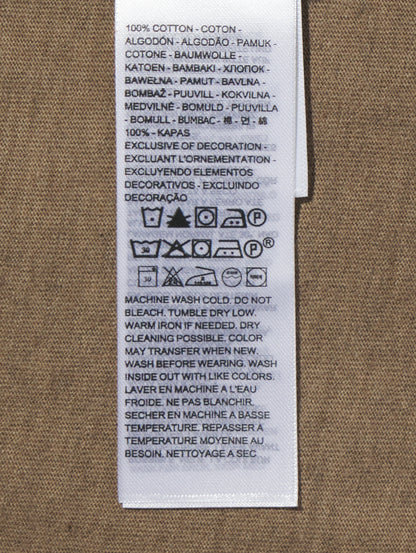 100% COTTON - COTON -
ALGODÓN - ALGODÃO - PAMUK -
COTONE - BAUMWOLLE -
KATOEN - BAMBAKI - ХЛОПОК -
BAWEŁNA - PAMUT - BAVLNA -
BOMBAŽ - PUUVILL - KOKVILNA -
MEDVILNĖ - BOMULD - PUUVILLA
- BOMULL - BUMBAC - 棉 - 면 - 綿
100% - KAPAS
EXCLUSIVE OF DECORATION -
EXCLUANT L'ORNEMENTATION -
EXCLUYENDO ELEMENTOS
DECORATIVOS - EXCLUINDO
DECORAÇÃO
P
30 P ®
30
MACHINE WASH COLD. DO NOT
BLEACH. TUMBLE DRY LOW.
WARM IRON IF NEEDED. DRY
CLEANING POSSIBLE. COLOR
MAY TRANSFER WHEN NEW.
WASH BEFORE WEARING. WASH
INSIDE OUT WITH LIKE COLORS.
LAVER EN MACHINE A L'EAU
FROIDE. NE PAS BLANCHIR.
SECHER EN MACHINE A BASSE
TEMPERATURE. REPASSER A
TEMPERATURE MOYENNE AU
BESOIN. NETTOYAGE A SEC